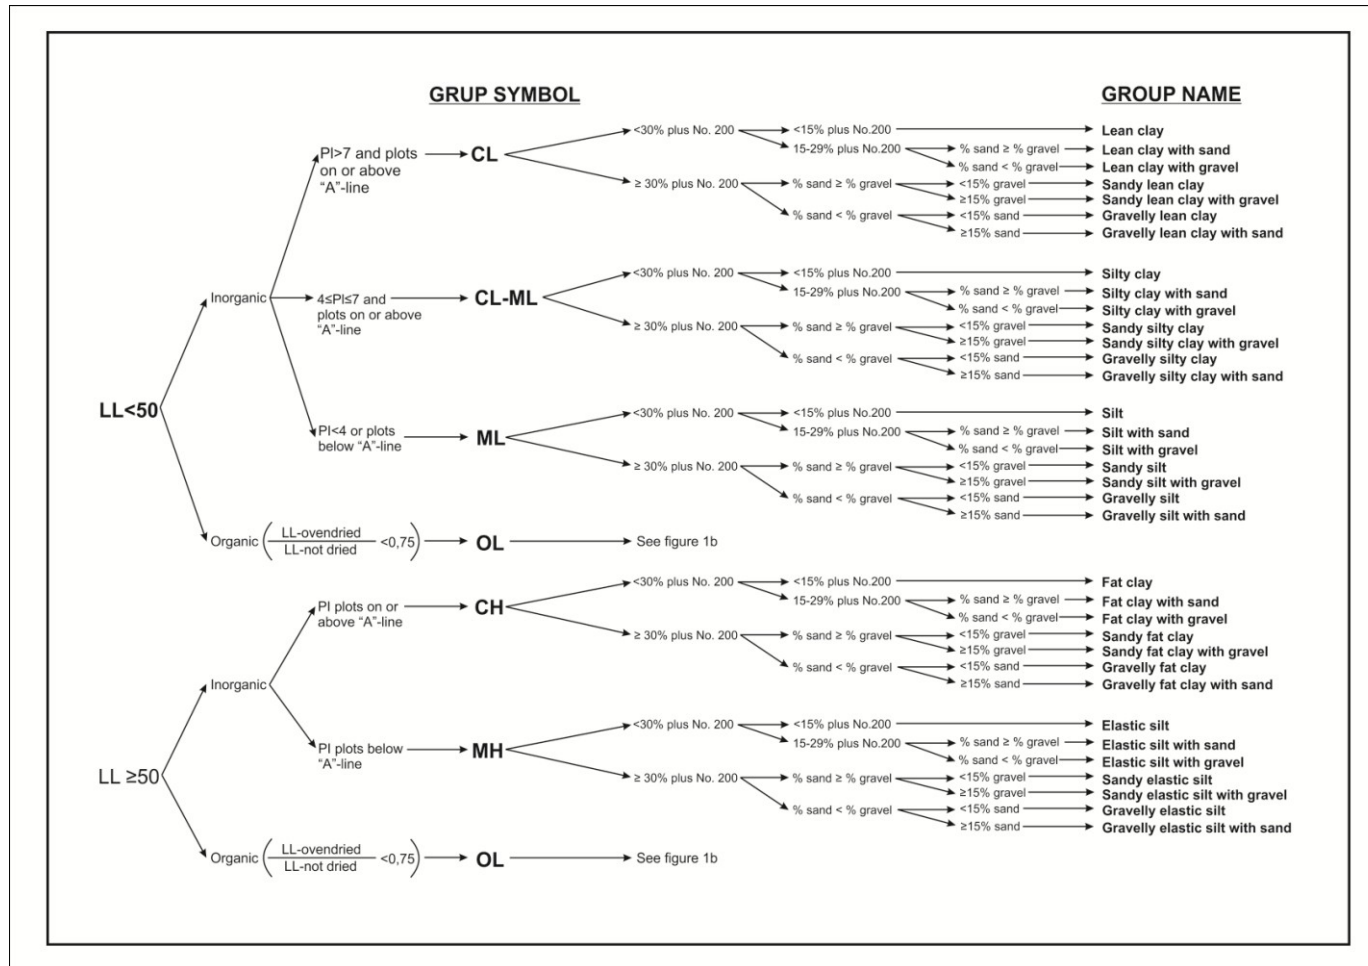 GRUP SYMBOL
GROUP NAME
LL<50
Inorganic
PI>7 and plots
on or above
“A”-line
CL
<30% plus No. 200
<15% plus No.200
Lean clay
15-29% plus No.200
% sand ≥ % gravel
Lean clay with sand
% sand < % gravel
Lean clay with gravel
≥ 30% plus No. 200
% sand ≥ % gravel
<15% gravel
Sandy lean clay
≥15% gravel
Sandy lean clay with gravel
% sand < % gravel
<15% sand
Gravelly lean clay
≥15% sand
Gravelly lean clay with sand
4≤PI≤7 and
plots on or above
“A”-line
CL-ML
<30% plus No. 200
<15% plus No.200
Silty clay
15-29% plus No.200
% sand ≥ % gravel
Silty clay with sand
% sand < % gravel
Silty clay with gravel
≥ 30% plus No. 200
% sand ≥ % gravel
<15% gravel
Sandy silty clay
≥15% gravel
Sandy silty clay with gravel
% sand < % gravel
<15% sand
Gravelly silty clay
≥15% sand
Gravelly silty clay with sand
PI<4 or plots
below “A”-line
ML
<30% plus No. 200
<15% plus No.200
Silt
15-29% plus No.200
% sand ≥ % gravel
Silt with sand
% sand < % gravel
Silt with gravel
≥ 30% plus No. 200
% sand ≥ % gravel
<15% gravel
Sandy silt
≥15% gravel
Sandy silt with gravel
% sand < % gravel
<15% sand
Gravelly silt
≥15% sand
Gravelly silt with sand
Organic
LL-ovendried
LL-not dried
<0,75
OL
See figure 1b
LL ≥50
Inorganic
PI plots on or
above “A”-line
CH
<30% plus No. 200
<15% plus No.200
Fat clay
15-29% plus No.200
% sand ≥ % gravel
Fat clay with sand
% sand < % gravel
Fat clay with gravel
≥ 30% plus No. 200
% sand ≥ % gravel
<15% gravel
Sandy fat clay
≥15% gravel
Sandy fat clay with gravel
% sand < % gravel
<15% sand
Gravelly fat clay
≥15% sand
Gravelly fat clay with sand
PI plots below
“A”-line
MH
<30% plus No. 200
<15% plus No.200
Elastic silt
15-29% plus No.200
% sand ≥ % gravel
Elastic silt with sand
% sand < % gravel
Elastic silt with gravel
≥ 30% plus No. 200
% sand ≥ % gravel
<15% gravel
Sandy elastic silt
≥15% gravel
Sandy elastic silt with gravel
% sand < % gravel
<15% sand
Gravelly elastic silt
≥15% sand
Gravelly elastic silt with sand
Organic
LL-ovendried
LL-not dried
<0,75
OL
See figure 1b